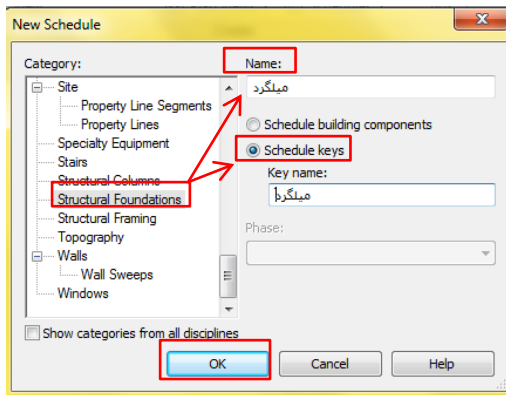 New Schedule
Category:
Site
Property Line Segments
Property Lines
Specialty Equipment
Stairs
Structural Columns
Structural Foundations
Structural Framing
Topography
Walls
Wall Sweeps
Windows
Show categories from all disciplines
Name:
میلگرد
Schedule building components
Schedule keys
Key name:
میلگرد
Phase:
OK
Cancel
Help